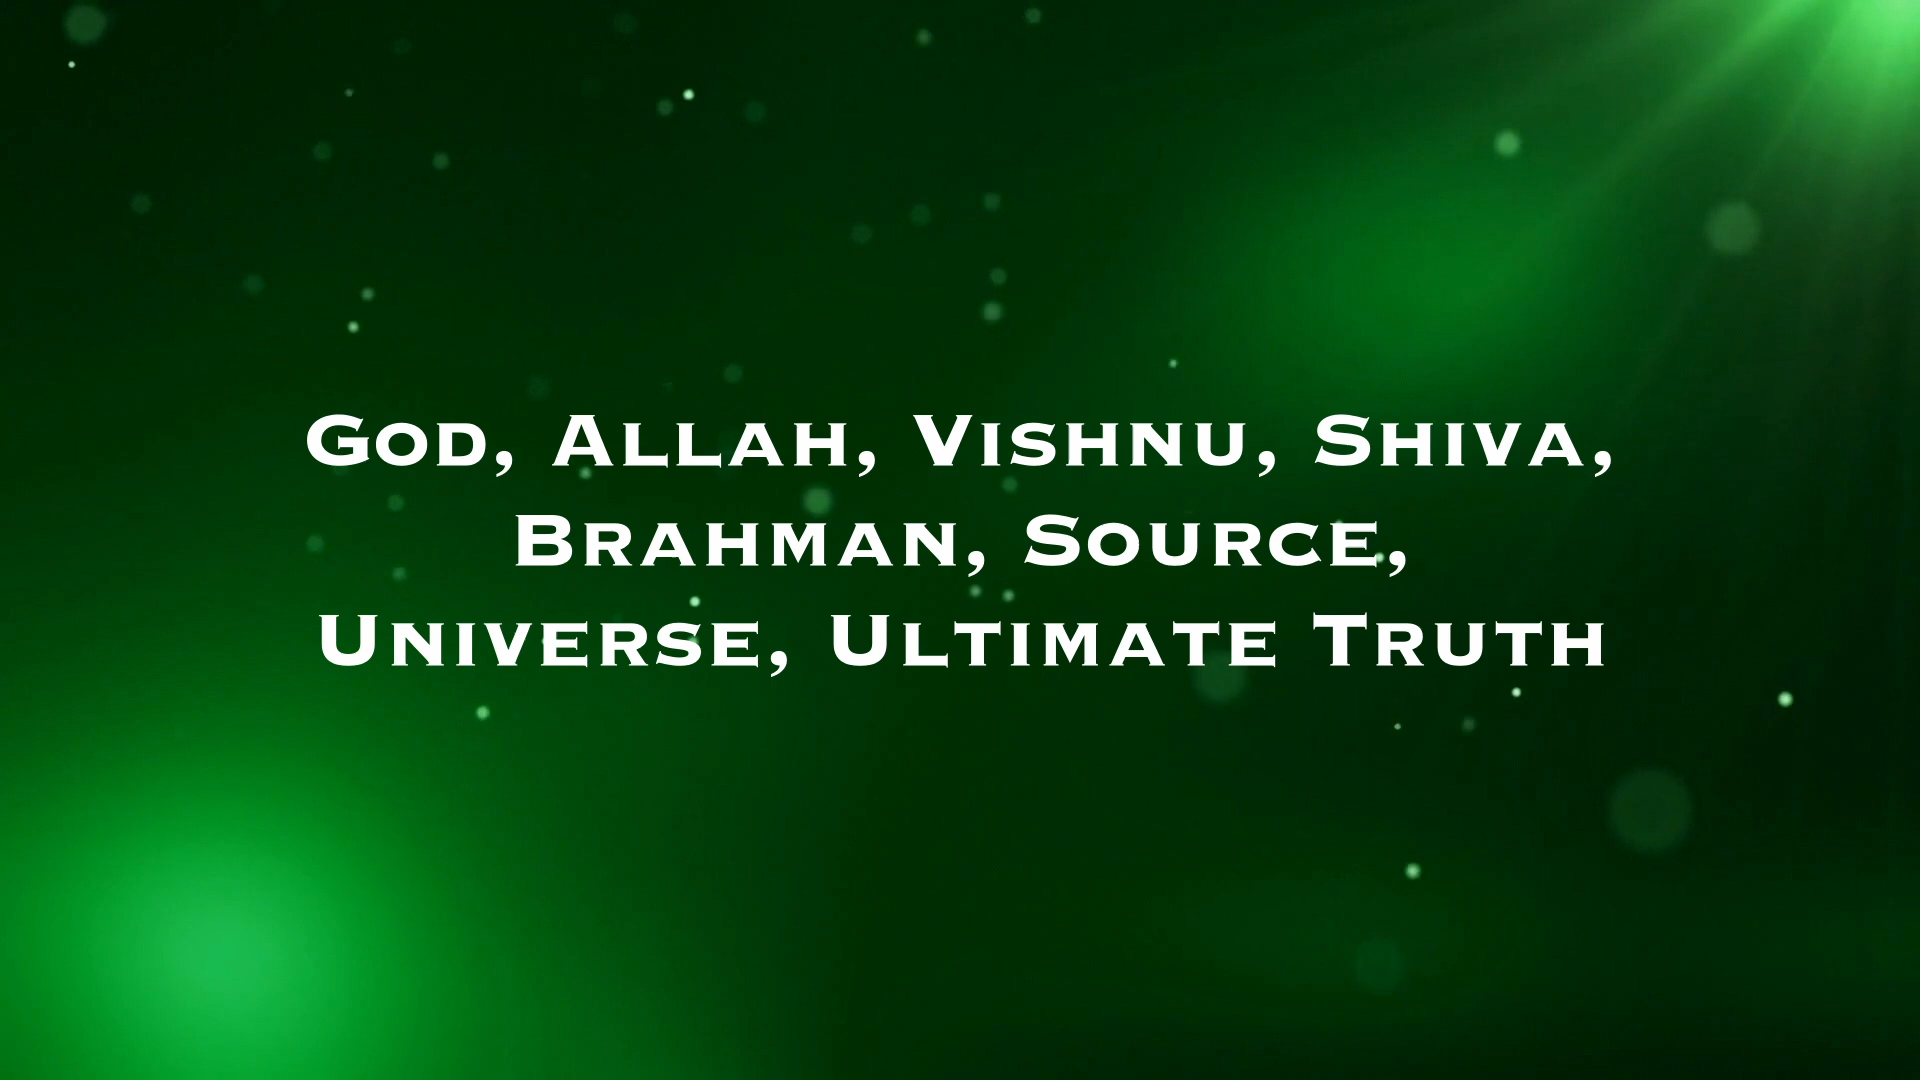 God, Allah, Vishnu, Shiva,
Brahman, Source,
Universe, Ultimate Truth